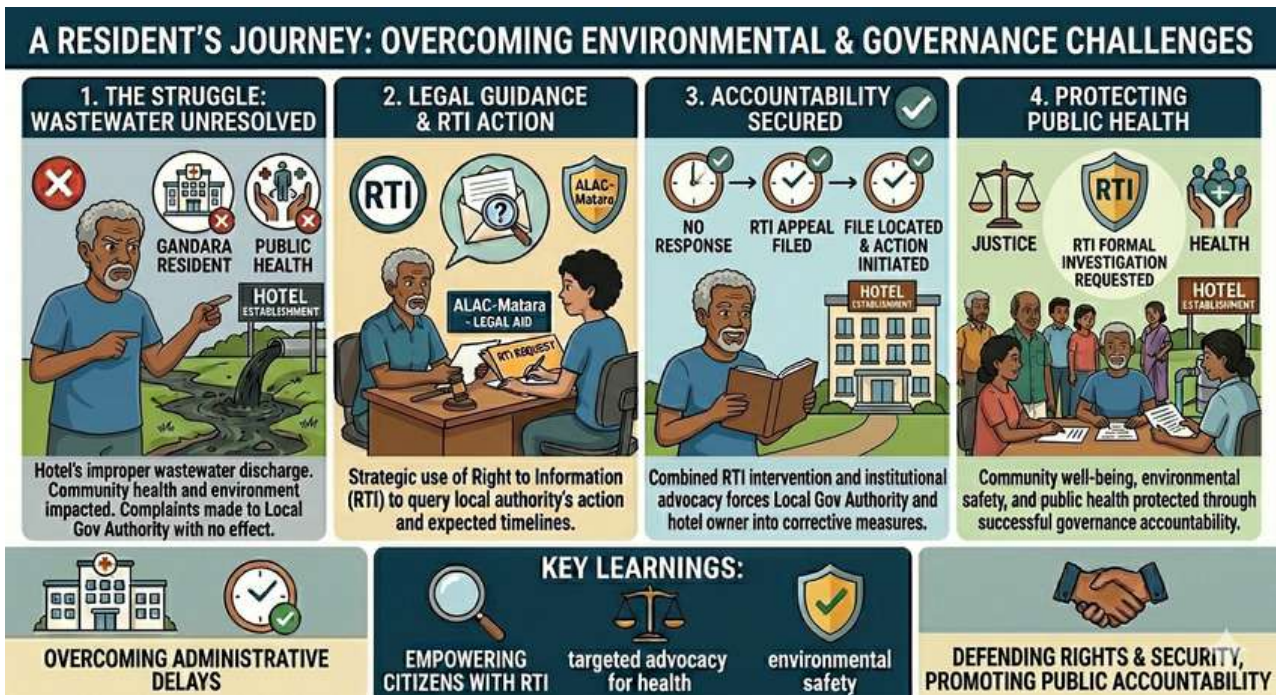 A RESIDENT'S JOURNEY: OVERCOMING ENVIRONMENTAL & GOVERNANCE CHALLENGES
1. THE STRUGGLE:
WASTEWATER UNRESOLVED
GANDARA
RESIDENT
PUBLIC
HEALTH
HOTEL
ESTABLISHMENT
Hotel's improper wastewater discharge.
Community health and environment
impacted. Complaints made to Local
Gov Authority with no effect.
2. LEGAL GUIDANCE
& RTI ACTION
RTI
ALAC-
Matara
ALAC-Matara
- LEGAL AID
RTI REQUEST
Strategic use of Right to Information
(RTI) to query local authority's action
and expected timelines.
3. ACCOUNTABILITY
SECURED
NO
RESPONSE
RTI APPEAL
FILED
FILE LOCATED
& ACTION
INITIATED
HOTEL
ESTABLISHMENT
Combined RTI intervention and institutional
advocacy forces Local Gov Authority and
hotel owner into corrective measures.
4. PROTECTING
PUBLIC HEALTH
JUSTICE
RTI
RTI FORMAL
INVESTIGATION
REQUESTED
HEALTH
HOTEL
ESTABLISHMENT
Community well-being, environmental
safety, and public health protected through
successful governance accountability.
OVERCOMING ADMINISTRATIVE
DELAYS
KEY LEARNINGS:
EMPOWERING
CITIZENS WITH RTI
targeted advocacy
for health
environmental
safety
DEFENDING RIGHTS & SECURITY,
PROMOTING PUBLIC ACCOUNTABILITY